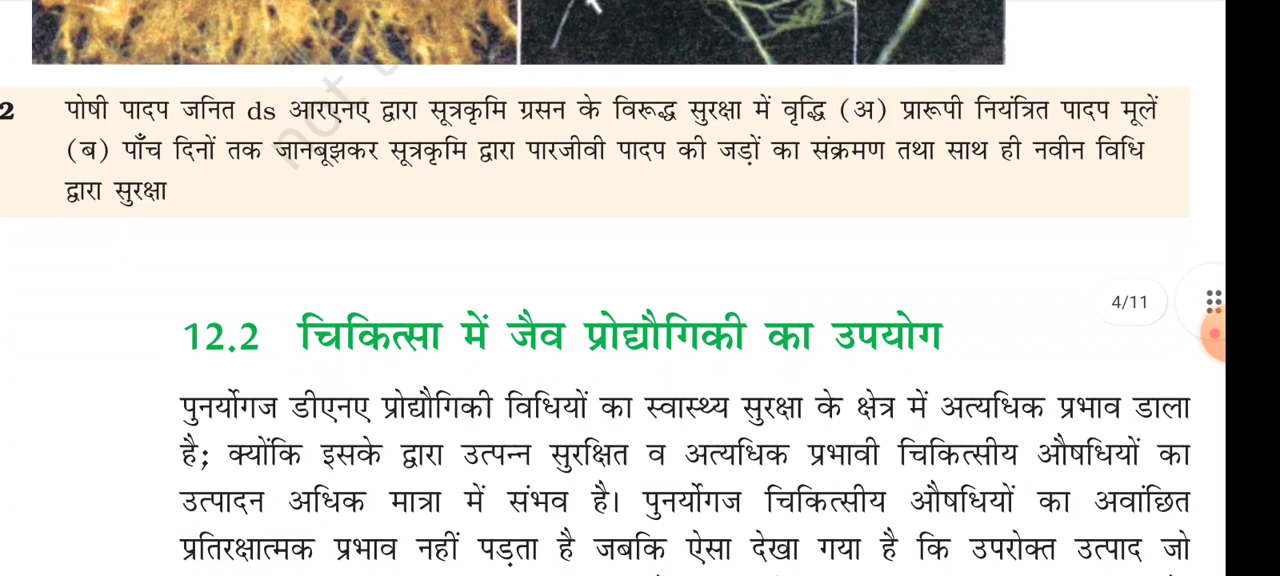 not
2 पोषी पादप जनित ds आरएनए द्वारा सूत्रकृमि ग्रसन के विरूद्ध सुरक्षा में वृद्धि (अ) प्रारूपी नियंत्रित पादप मूलें
(ब) पाँच दिनों तक जानबूझकर सूत्रकृमि द्वारा पारजीवी पादप की जड़ों का संक्रमण तथा साथ ही नवीन विधि
द्वारा सुरक्षा
4/11
12.2 चिकित्सा में जैव प्रोद्यौगिकी का उपयोग
पुनर्योगज डीएनए प्रोद्यौगिकी विधियों का स्वास्थ्य सुरक्षा के क्षेत्र में अत्यधिक प्रभाव डाला
है; क्योंकि इसके द्वारा उत्पन्न सुरक्षित व अत्यधिक प्रभावी चिकित्सीय औषधियों का
उत्पादन अधिक मात्रा में संभव है। पुनर्योगज चिकित्सीय औषधियों का अवांछित
प्रतिरक्षात्मक प्रभाव नहीं पड़ता है जबकि ऐसा देखा गया है कि उपरोक्त उत्पाद जो